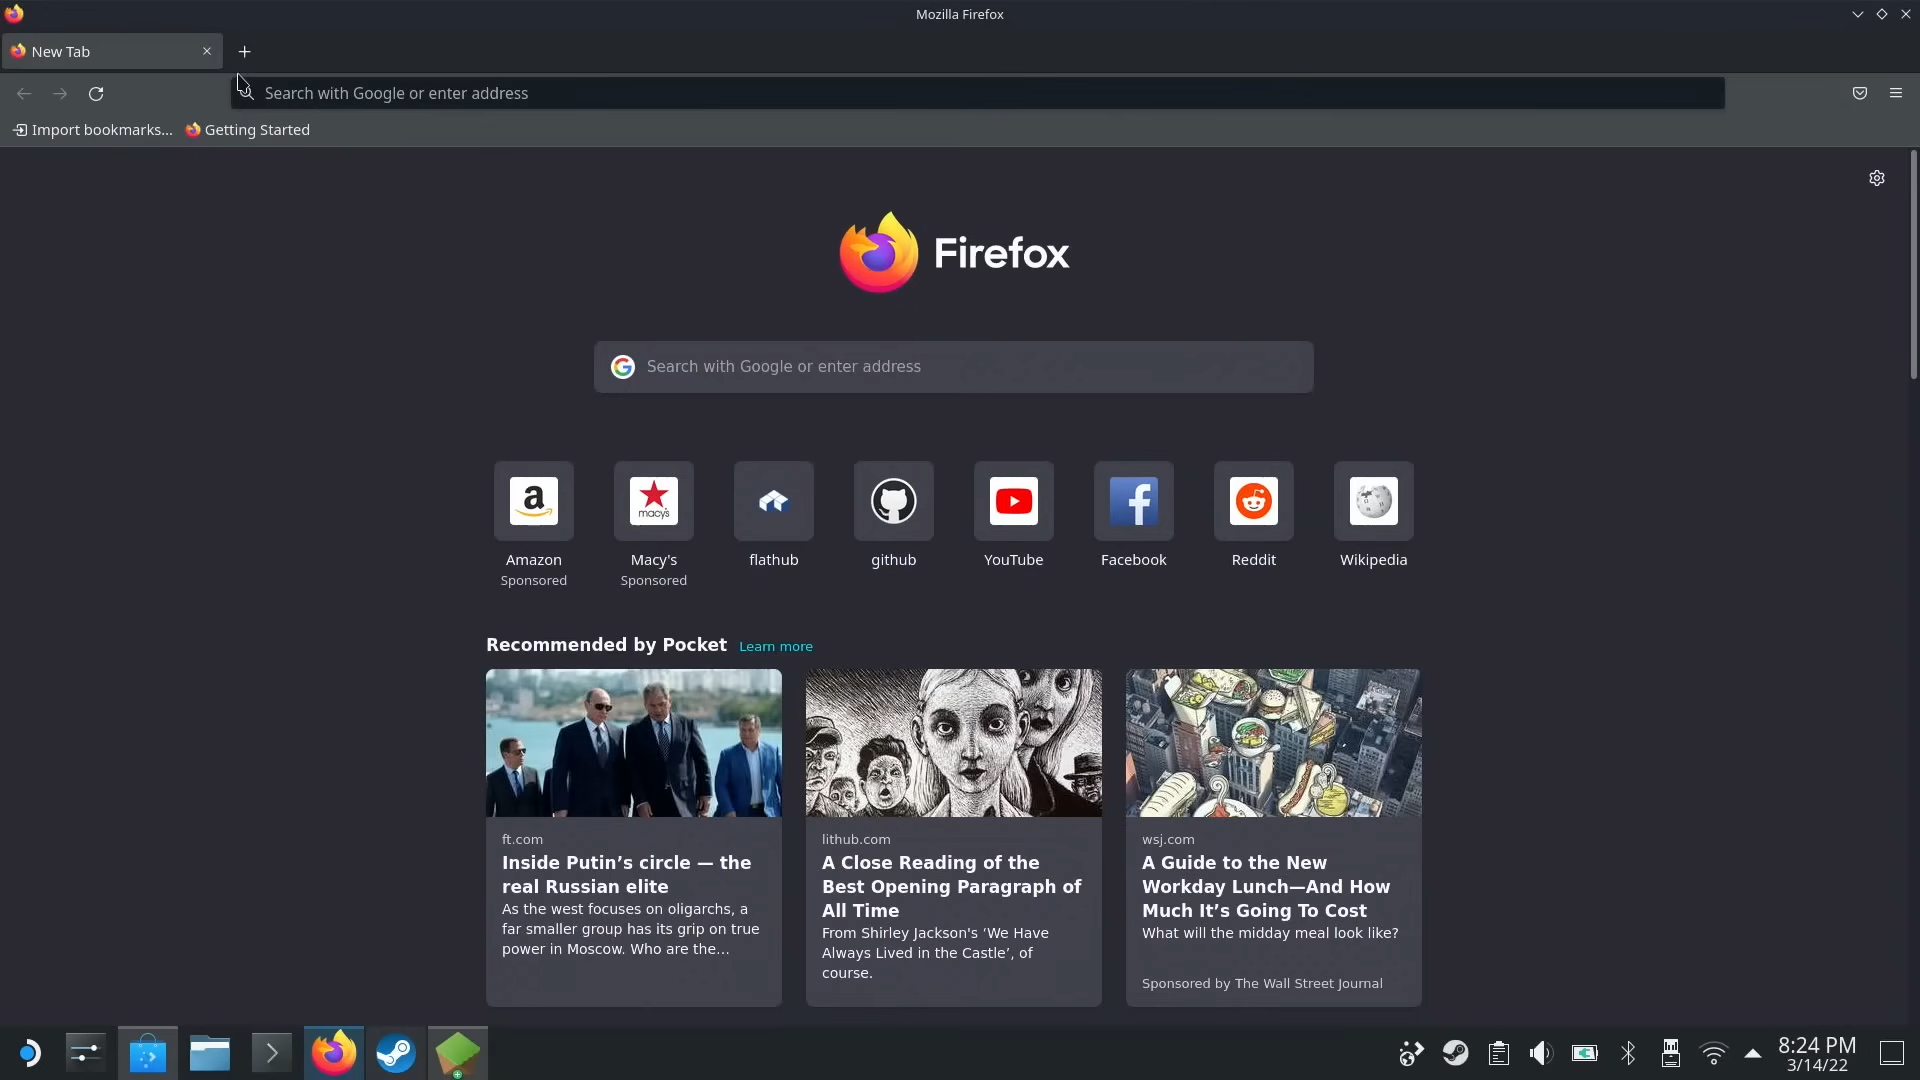 Mozilla Firefox
New Tab
Search with Google or enter address
Import bookmarks...
Getting Started
Firefox
Search with Google or enter address
a
macy's
Amazon
Sponsored
Macy's
Sponsored
flathub
github
YouTube
Facebook
Reddit
Wikipedia
Recommended by Pocket
Learn more
ft.com
Inside Putin’s circle — the
real Russian elite
As the west focuses on oligarchs, a
far smaller group has its grip on true
power in Moscow. Who are the…
lithub.com
A Close Reading of the
Best Opening Paragraph of
All Time
From Shirley Jackson's ‘We Have
Always Lived in the Castle’, of
course.
wsj.com
A Guide to the New
Workday Lunch—And How
Much It’s Going To Cost
What will the midday meal look like?
Sponsored by The Wall Street Journal
8:24 PM
3/14/22